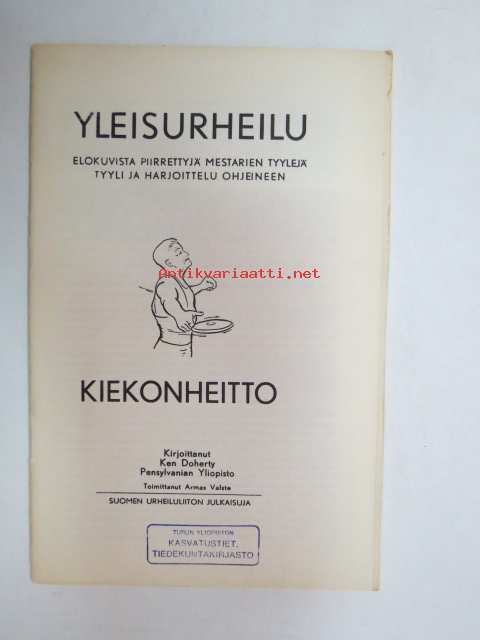 YLEISURHEILU
ELOKUVISTA PIIRRETTYJÄ MESTARIEN TYYLEJÄ
TYYLI JA HARJOITTELU OHJEINEEN
Antikvariaatti.net
KIEKONHEITTO
Kirjoittanut
Ken Doherty
Pensylvanian Yliopisto
Toimittanut Armas Valste
SUOMEN URHEILULIITON JULKAISUJA
TURUN YLIOPISTON
KASVATUSTIET.
TIEDEKUNTAKIRJASTO